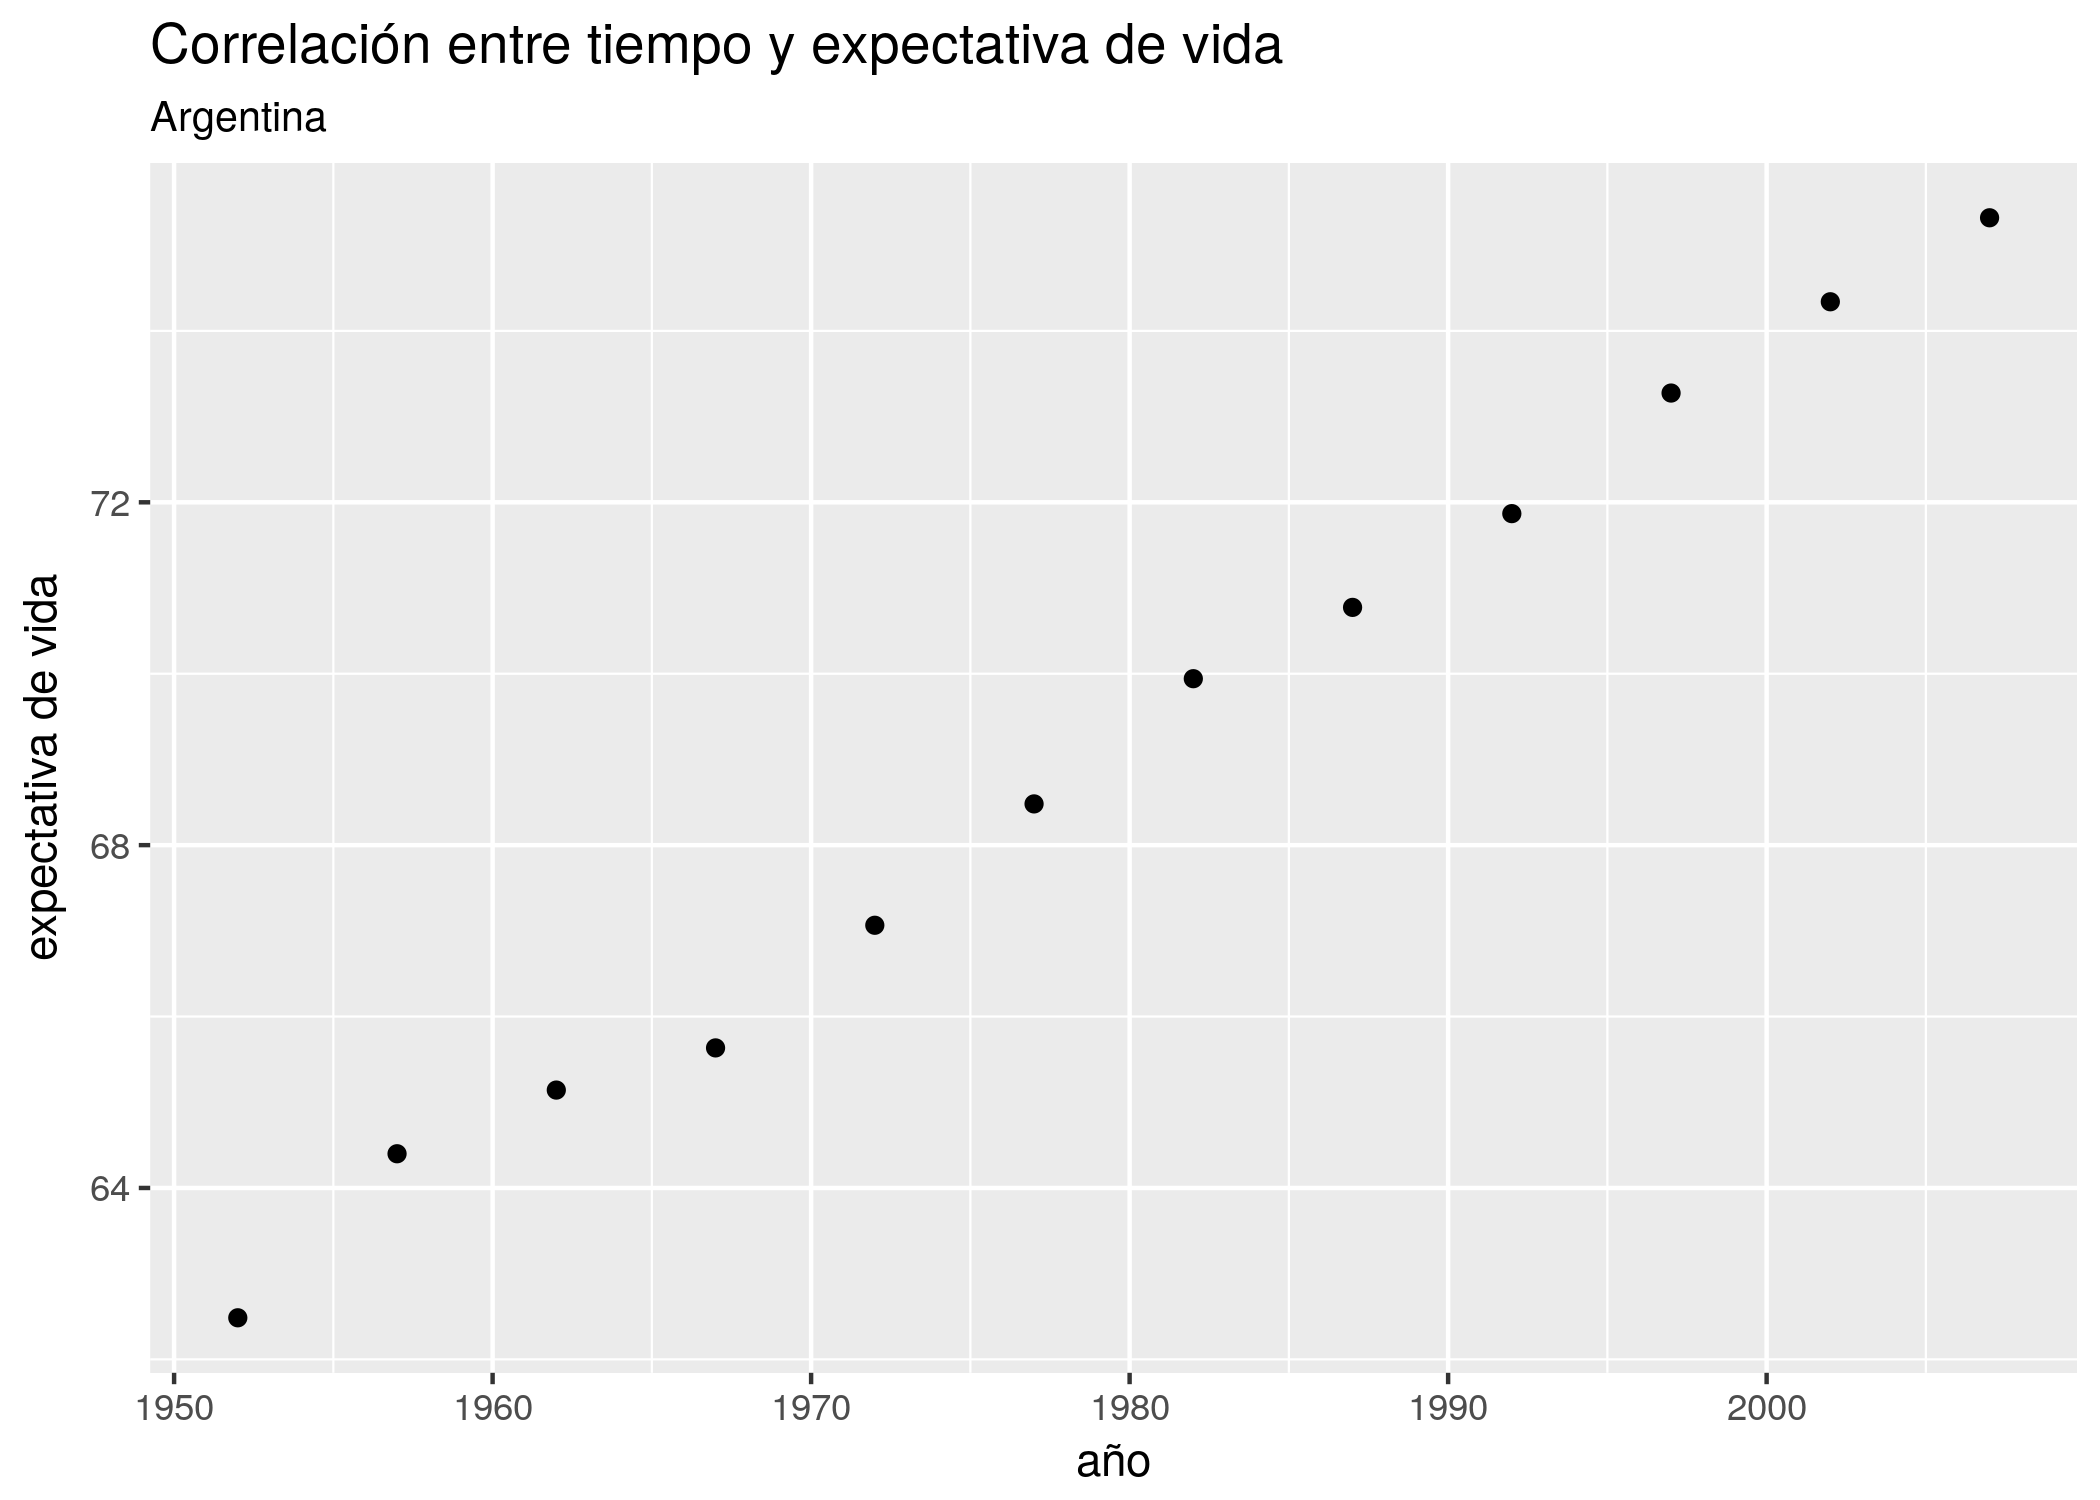 Correlación entre tiempo y expectativa de vida
Argentina
expectativa de vida
72
68
64
1950 1960 1970 1980 1990 2000
año